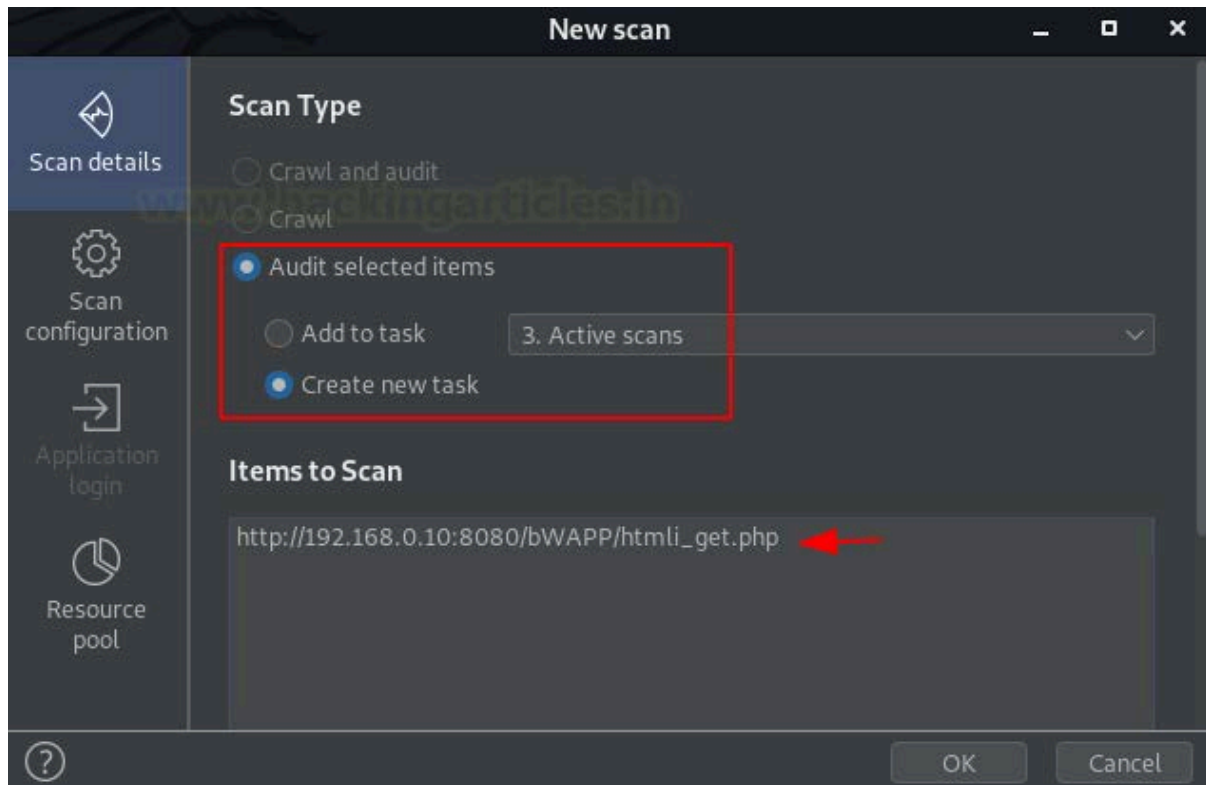 New scan
Scan details
Scan
configuration
Application
login
Resource
pool
Scan Type
Crawl and audit
www.hackingarticles.in
Crawl
Audit selected items
Add to task
3. Active scans
Create new task
Items to Scan
http://192.168.0.10:8080/bWAPP/htmli_get.php
?
OK
Cancel